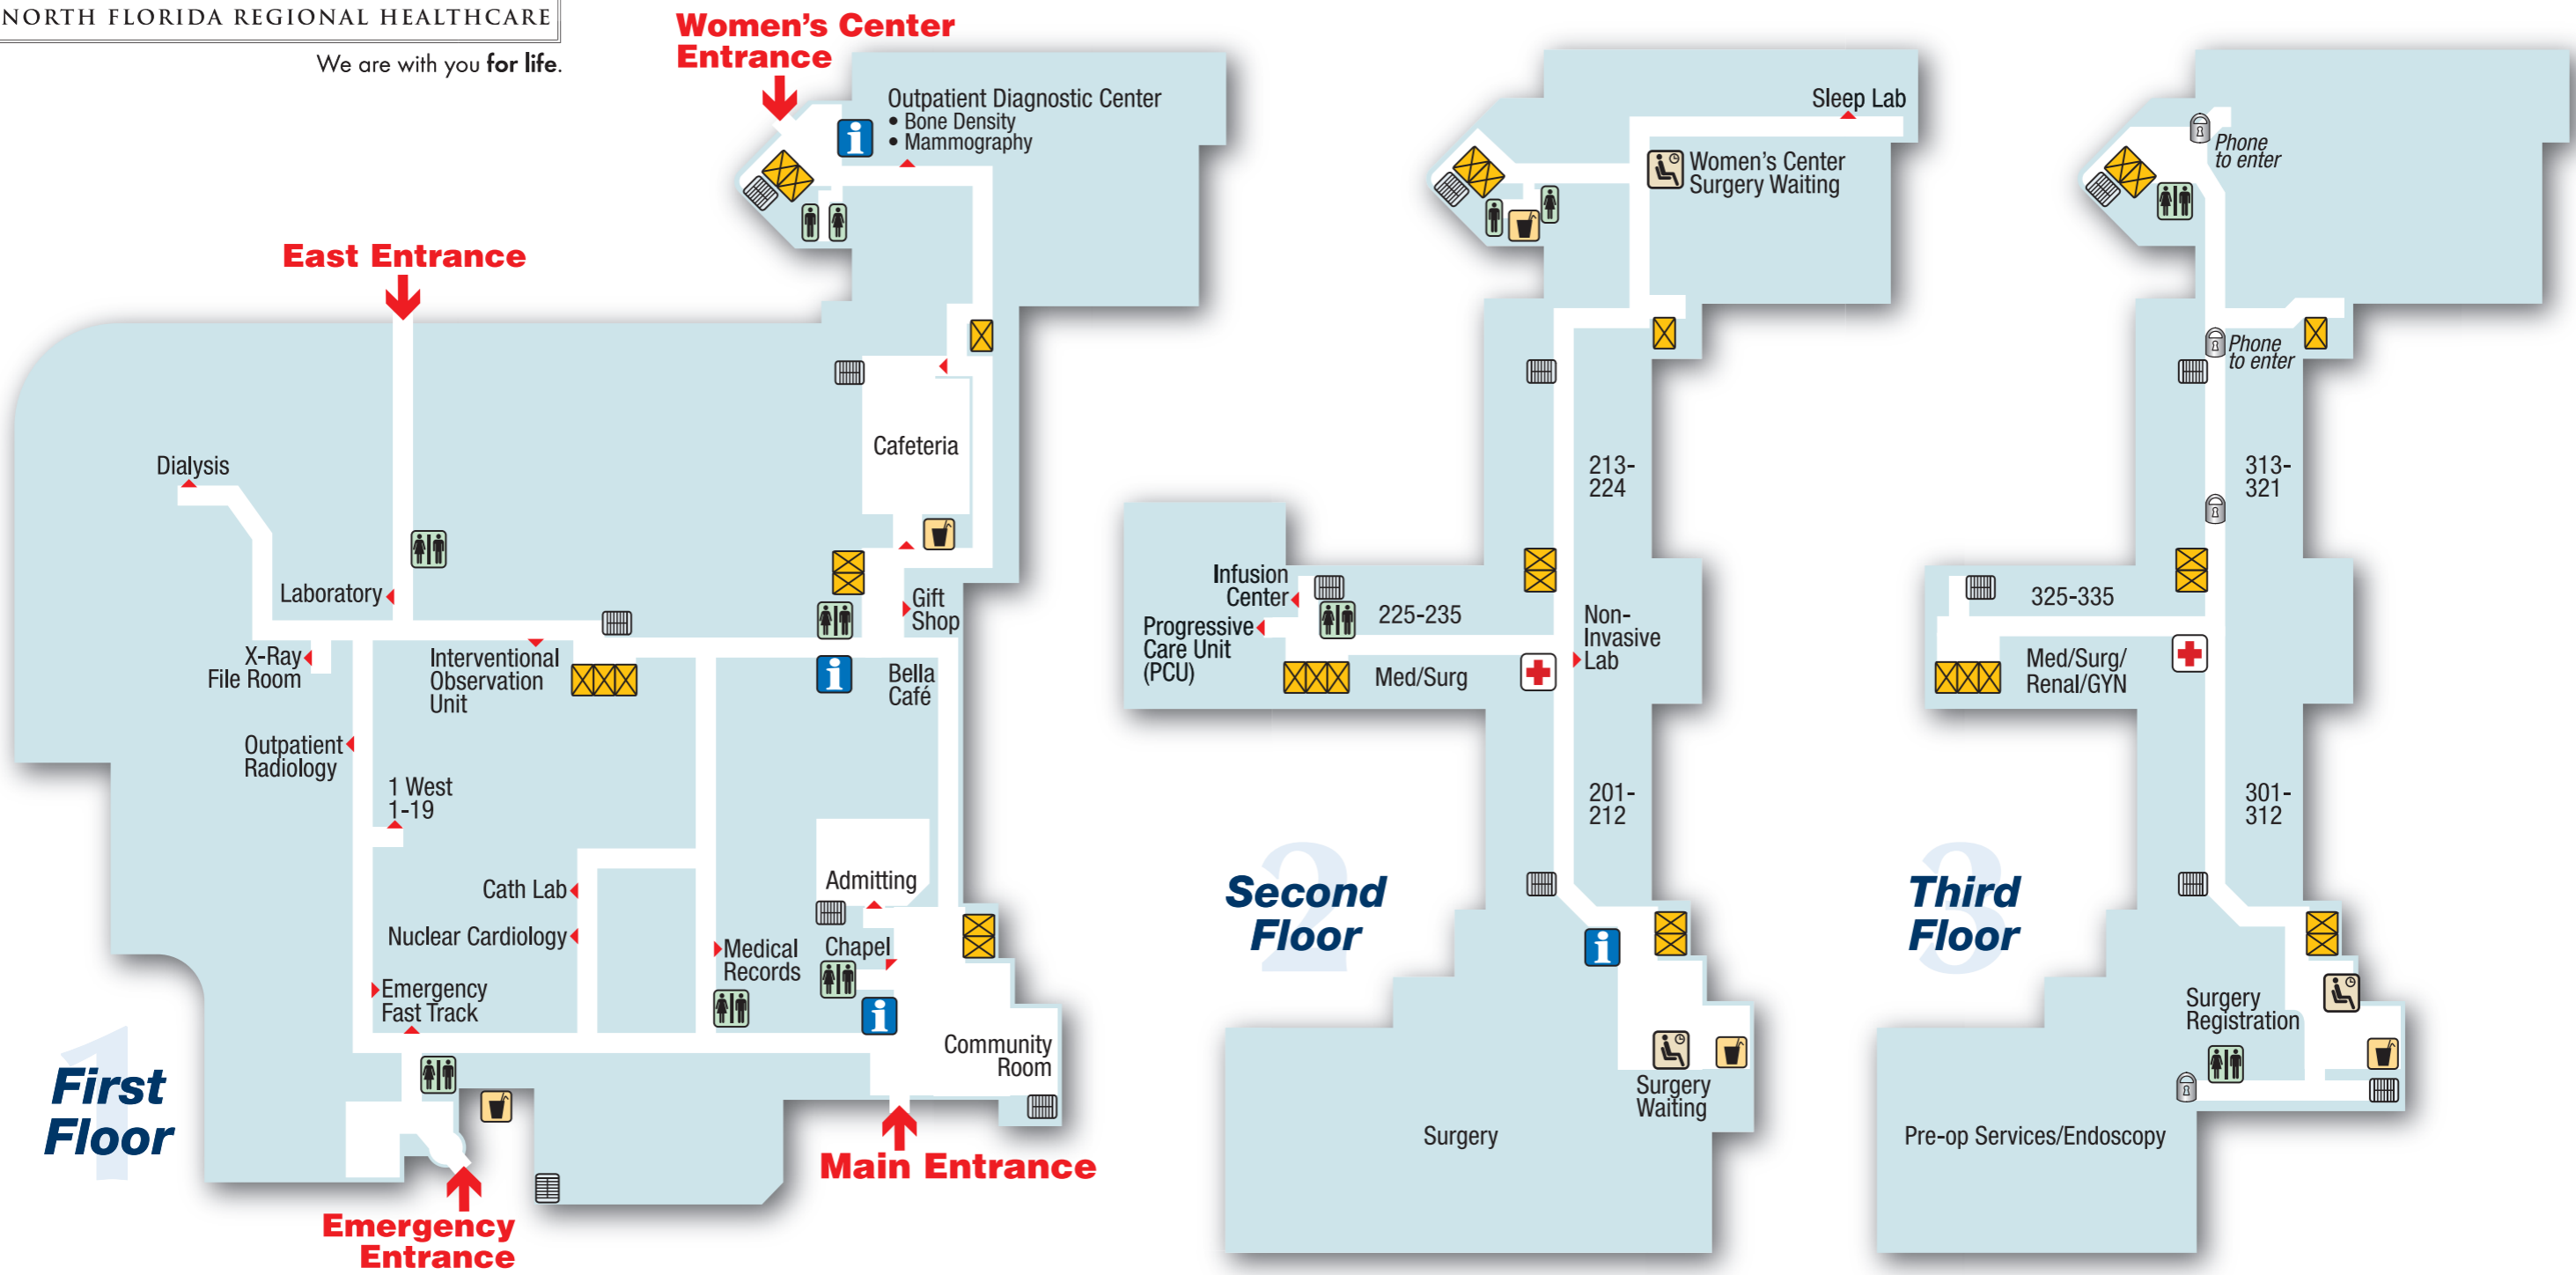 NORTH FLORIDA REGIONAL HEALTHCARE
We are with you for life.
Women's Center
Entrance
Outpatient Diagnostic Center
• Bone Density
• Mammography
East Entrance
Cafeteria
Dialysis
Laboratory
Gift
Shop
X-Ray
File Room
Interventional
Observation
Unit
Bella
Café
Outpatient
Radiology
1 West
1-19
Admitting
Cath Lab
Nuclear Cardiology
Medical
Records
Chapel
Emergency
Fast Track
Community
Room
1
First
Floor
Main Entrance
Emergency
Entrance
Sleep Lab
Women's Center
Surgery Waiting
213-
224
Infusion
Center
225-235
Progressive
Care Unit
(PCU)
Non-
Invasive
Lab
Med/Surg
201-
212
2
Second
Floor
Surgery
Waiting
Surgery
Phone
to enter
Phone
to enter
313-
321
325-335
Med/Surg/
Renal/GYN
301-
312
3
Third
Floor
Surgery
Registration
Pre-op Services/Endoscopy